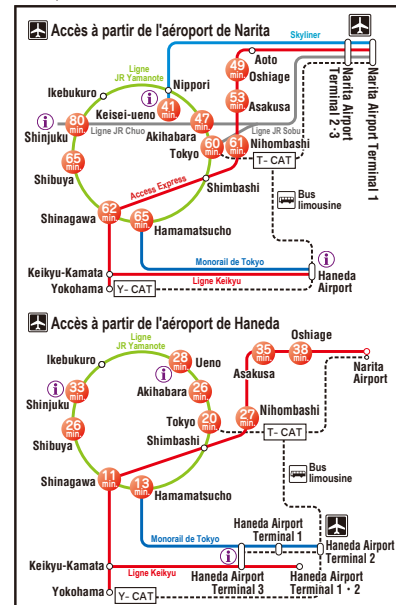 Accès à partir de l'aéroport de Narita
Skyliner
Ligne
JR Yamanote
Nippori
Ikebukuro
Keisei-ueno
41
min.
49
min.
Aoto
Oshiage
53
min.
Asakusa
Narita Airport
Terminal 2·3
Narita Airport Terminal 1
80
min.
Shinjuku
Ligne JR Chuo
47
min.
Akihabara
Ligne JR Sobu
Tokyo
60
min.
61
min.
Nihombashi
T- CAT
65
min.
Shibuya
Access Express
Shimbashi
Bus
limousine
62
min.
Shinagawa
65
min.
Hamamatsucho
Monorail de Tokyo
Haneda
Airport
Keikyu-Kamata
Ligne Keikyu
Yokohama
Y- CAT
Accès à partir de l'aéroport de Haneda
Ligne
JR Yamanote
Ikebukuro
28
min.
Ueno
35
min.
Asakusa
38
min.
Oshiage
Narita
Airport
33
min.
Shinjuku
Akihabara
26
min.
26
min.
Shibuya
Tokyo
20
min.
27
min.
Nihombashi
T- CAT
Shimbashi
Bus
limousine
11
min.
Shinagawa
13
min.
Hamamatsucho
Haneda Airport
Terminal 1
Monorail de Tokyo
Haneda Airport
Terminal 2
Keikyu-Kamata
Ligne Keikyu
Haneda Airport
Terminal 3
Haneda Airport
Terminal 1・2
Yokohama
Y- CAT